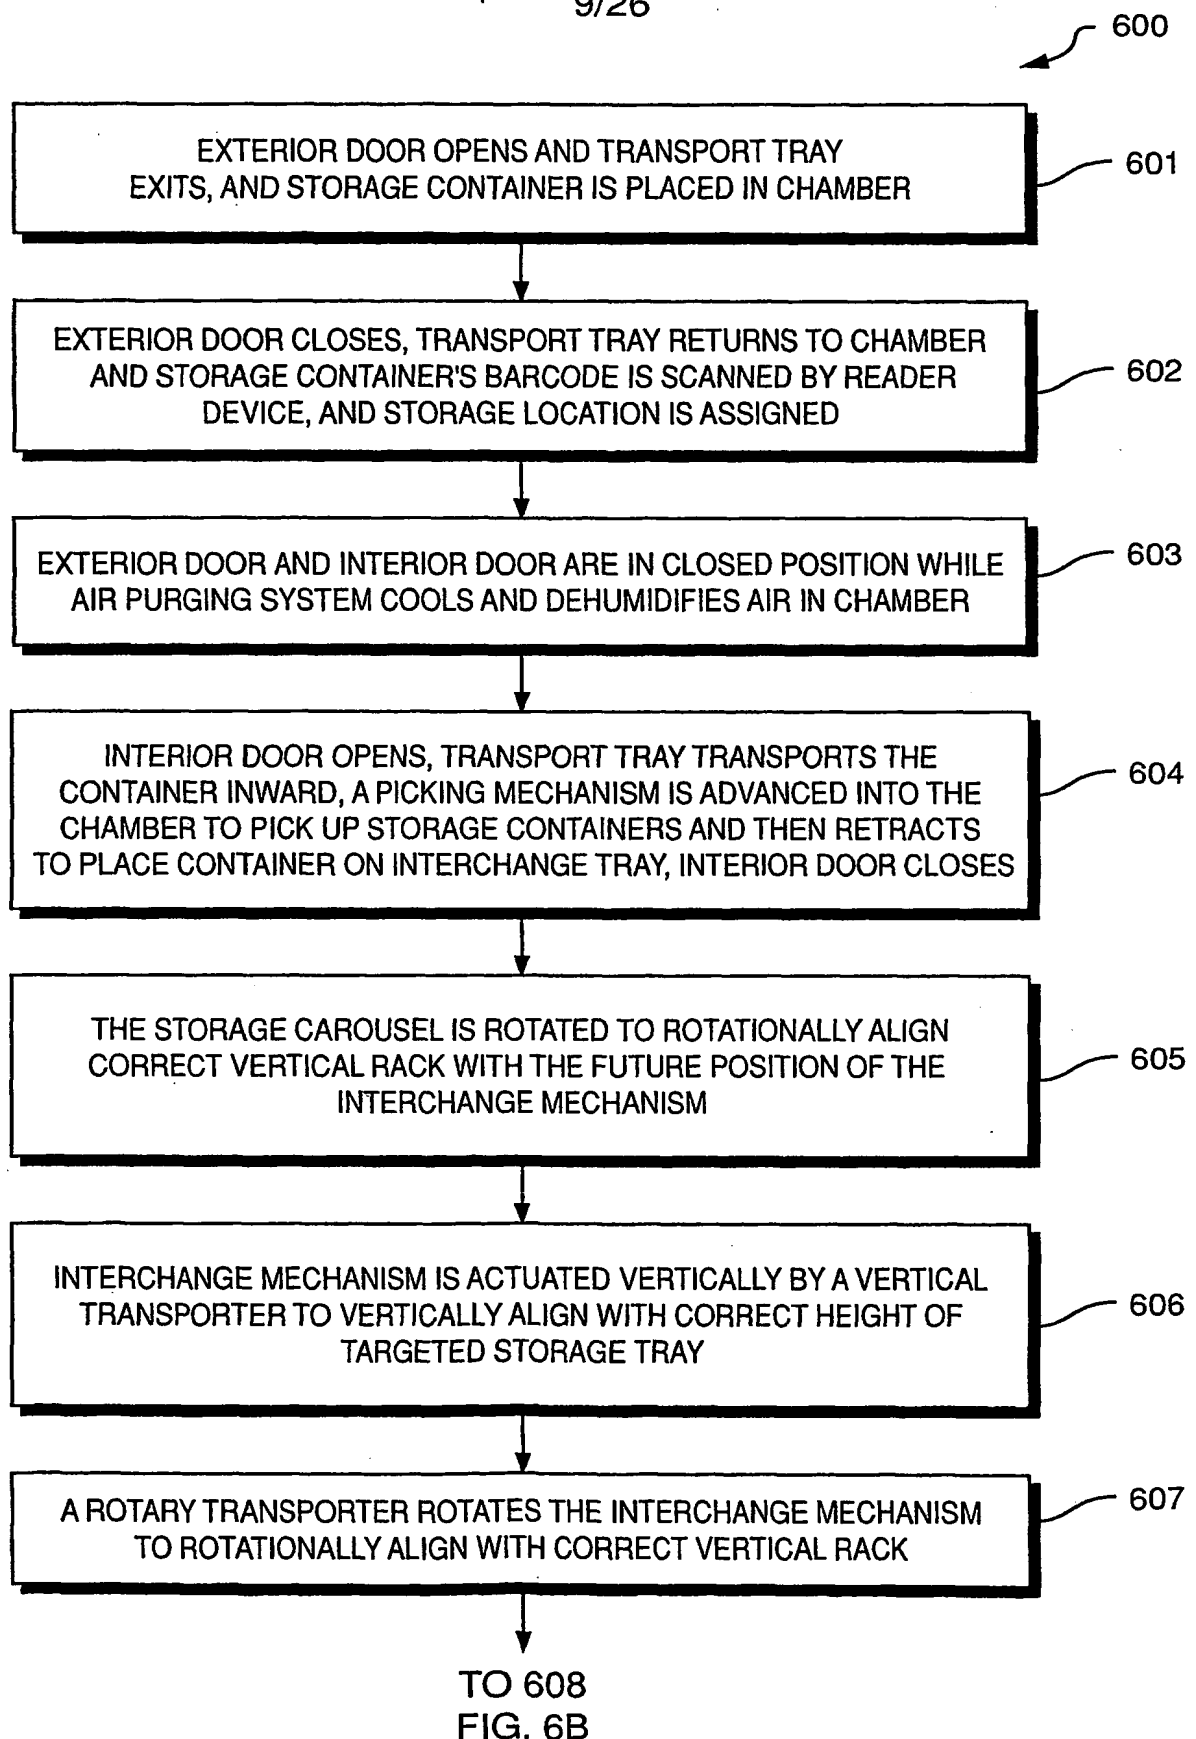 9/26
600
EXTERIOR DOOR OPENS AND TRANSPORT TRAY
EXITS, AND STORAGE CONTAINER IS PLACED IN CHAMBER
601
EXTERIOR DOOR CLOSES, TRANSPORT TRAY RETURNS TO CHAMBER
AND STORAGE CONTAINER'S BARCODE IS SCANNED BY READER
DEVICE, AND STORAGE LOCATION IS ASSIGNED
602
EXTERIOR DOOR AND INTERIOR DOOR ARE IN CLOSED POSITION WHILE
AIR PURGING SYSTEM COOLS AND DEHUMIDIFIES AIR IN CHAMBER
603
INTERIOR DOOR OPENS, TRANSPORT TRAY TRANSPORTS THE
CONTAINER INWARD, A PICKING MECHANISM IS ADVANCED INTO THE
CHAMBER TO PICK UP STORAGE CONTAINERS AND THEN RETRACTS
TO PLACE CONTAINER ON INTERCHANGE TRAY, INTERIOR DOOR CLOSES
604
THE STORAGE CAROUSEL IS ROTATED TO ROTATIONALLY ALIGN
CORRECT VERTICAL RACK WITH THE FUTURE POSITION OF THE
INTERCHANGE MECHANISM
605
INTERCHANGE MECHANISM IS ACTUATED VERTICALLY BY A VERTICAL
TRANSPORTER TO VERTICALLY ALIGN WITH CORRECT HEIGHT OF
TARGETED STORAGE TRAY
606
A ROTARY TRANSPORTER ROTATES THE INTERCHANGE MECHANISM
TO ROTATIONALLY ALIGN WITH CORRECT VERTICAL RACK
607
TO 608
FIG. 6B